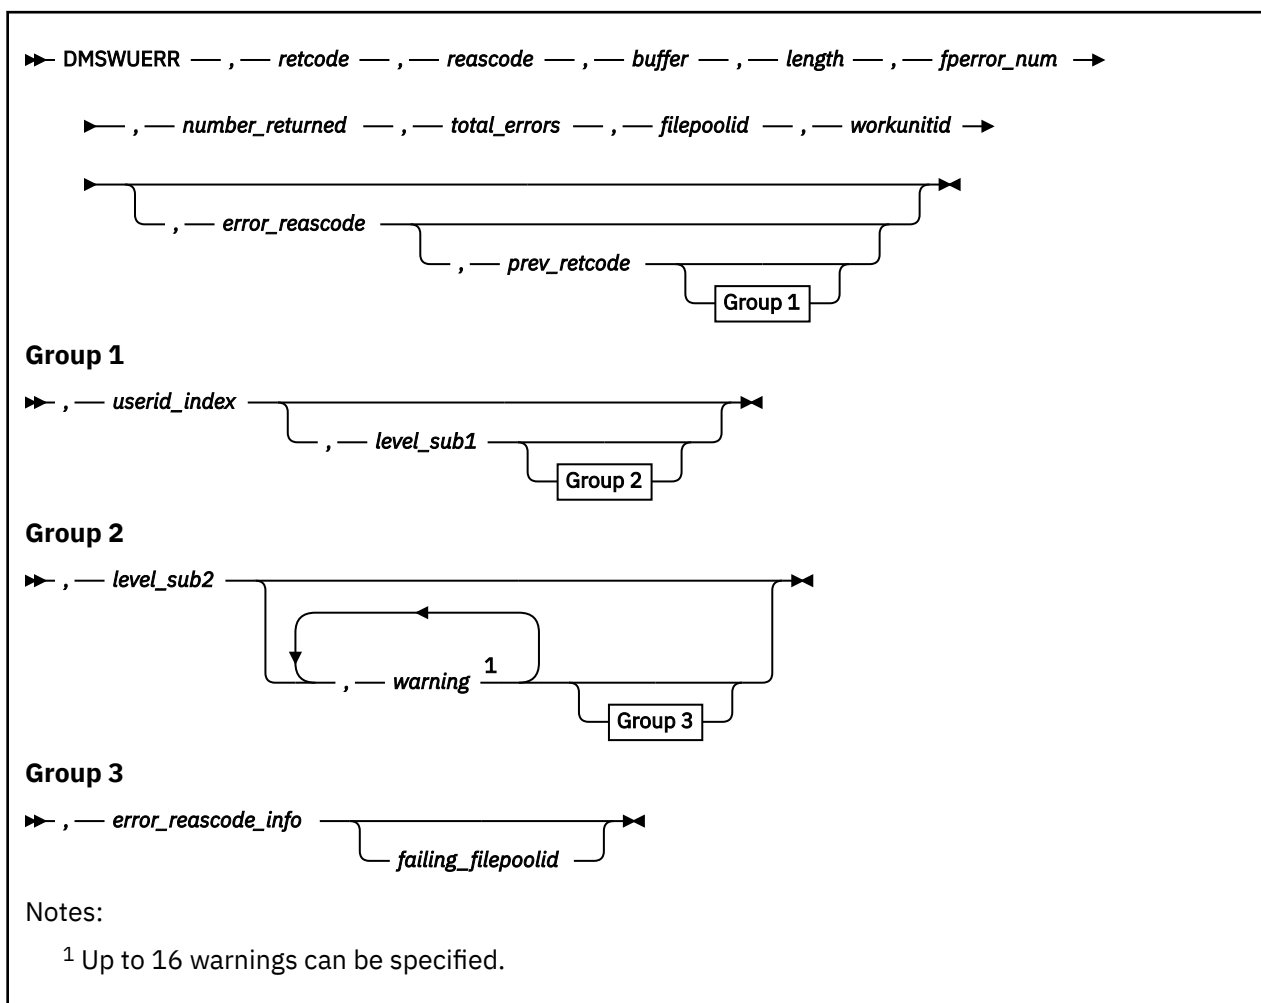 DMSWUERR , retcode , reascode , buffer , length , fperror_num
, number_returned , total_errors , filepoolid , workunitid
, error_reascode
, prev_retcode
Group 1
Group 1
, userid_index
, level_sub1
Group 2
Group 2
, level_sub2
, warning 1
Group 3
Group 3
, error_reascode_info
failing_filepoolid
Notes:
1 Up to 16 warnings can be specified.